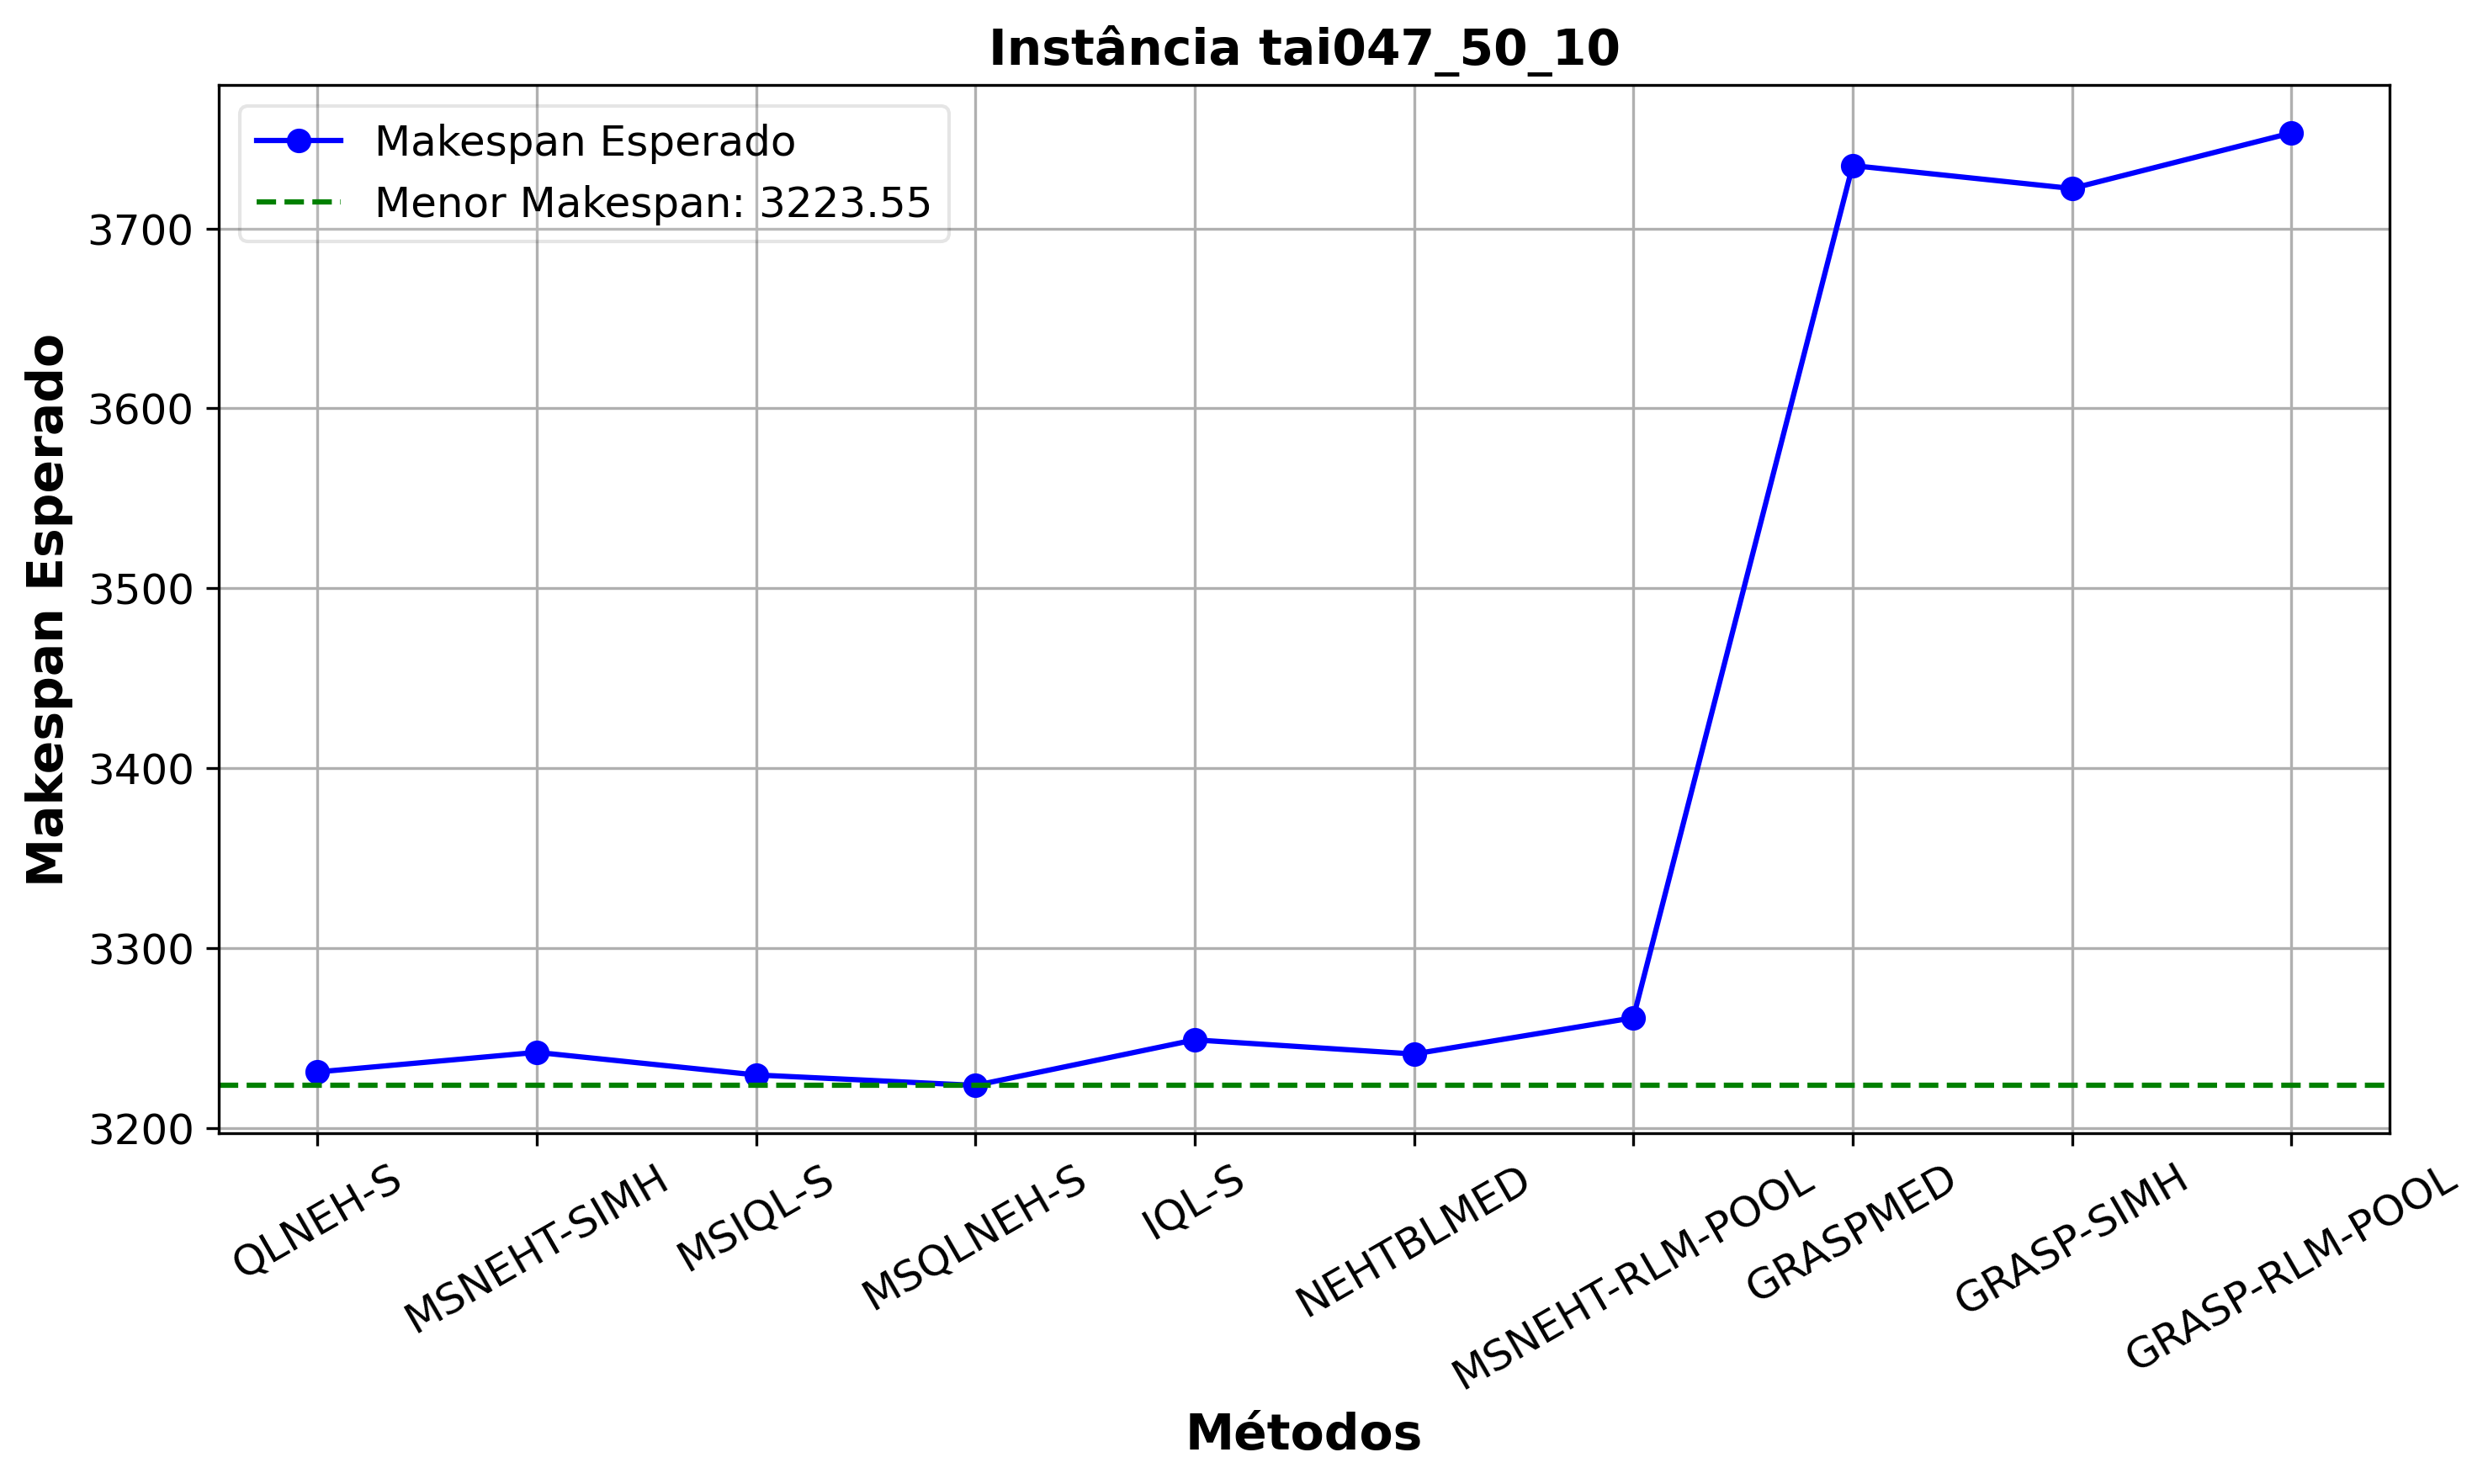 Instância tai047_50_10
Makespan Esperado
Menor Makespan: 3223.55
Makespan Esperado
3700
3600
3500
3400
3300
3200
QLNEH-S
MSNEHT-SIMH
MSIQL-S
MSQLNEH-S
IQL-S
NEHTBLMED
MSNEHT-RLM-POOL
GRASPMED
GRASP-SIMH
GRASP-RLM-POOL
Métodos